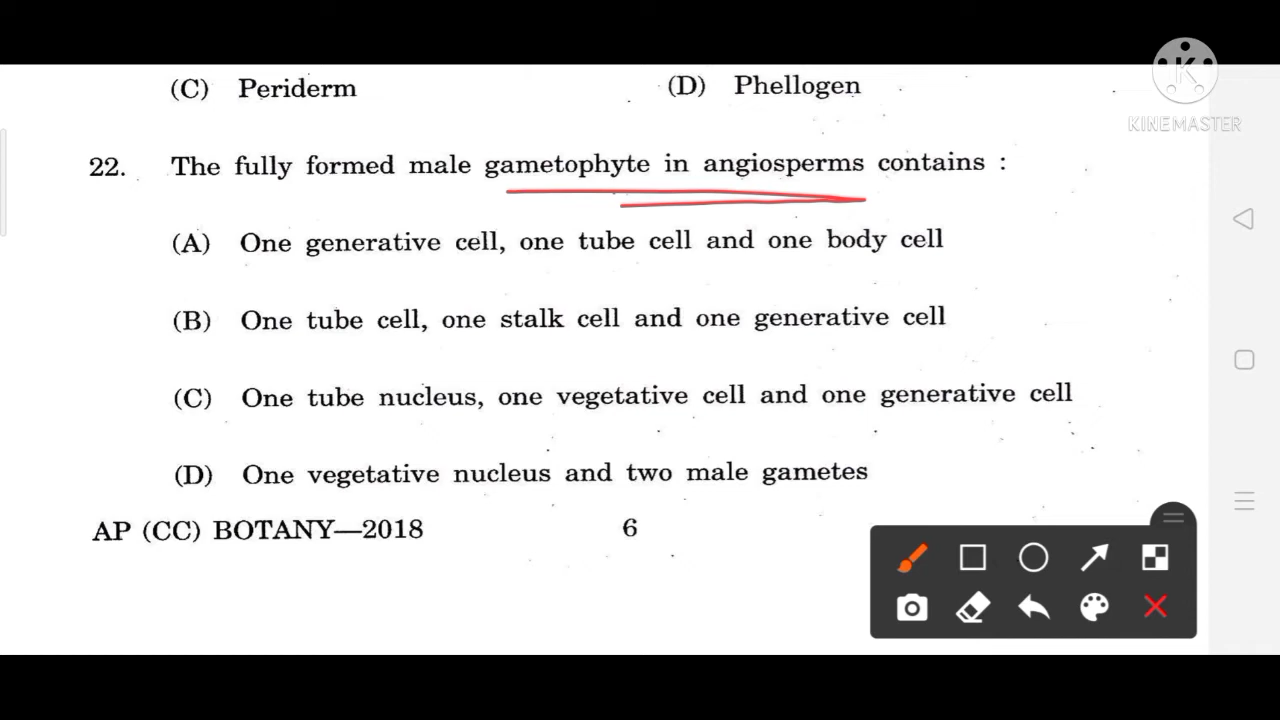 (C) Periderm (D) Phellogen
KINEMASTER
22. The fully formed male gametophyte in angiosperms contains :
(A) One generative cell, one tube cell and one body cell
(B) One tube cell, one stalk cell and one generative cell
(C) One tube nucleus, one vegetative cell and one generative cell
(D) One vegetative nucleus and two male gametes
AP (CC) BOTANY—2018 6